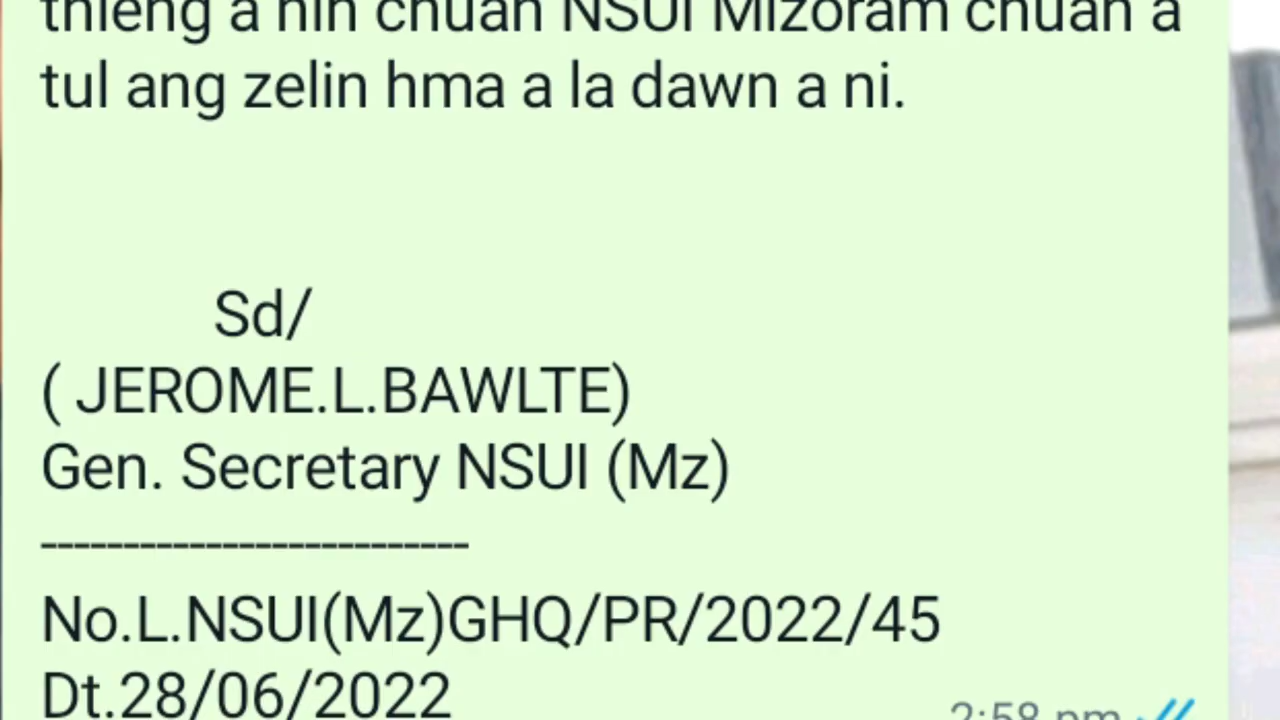 thleng a nih chuan NSUI Mizoram chuan a
tul ang zelin hma a la dawn a ni.
Sd/
( JEROME.L.BAWLTE)
Gen. Secretary NSUI (Mz)
--------------------------
No.L.NSUI(Mz)GHQ/PR/2022/45
Dt.28/06/2022
2:58 pm